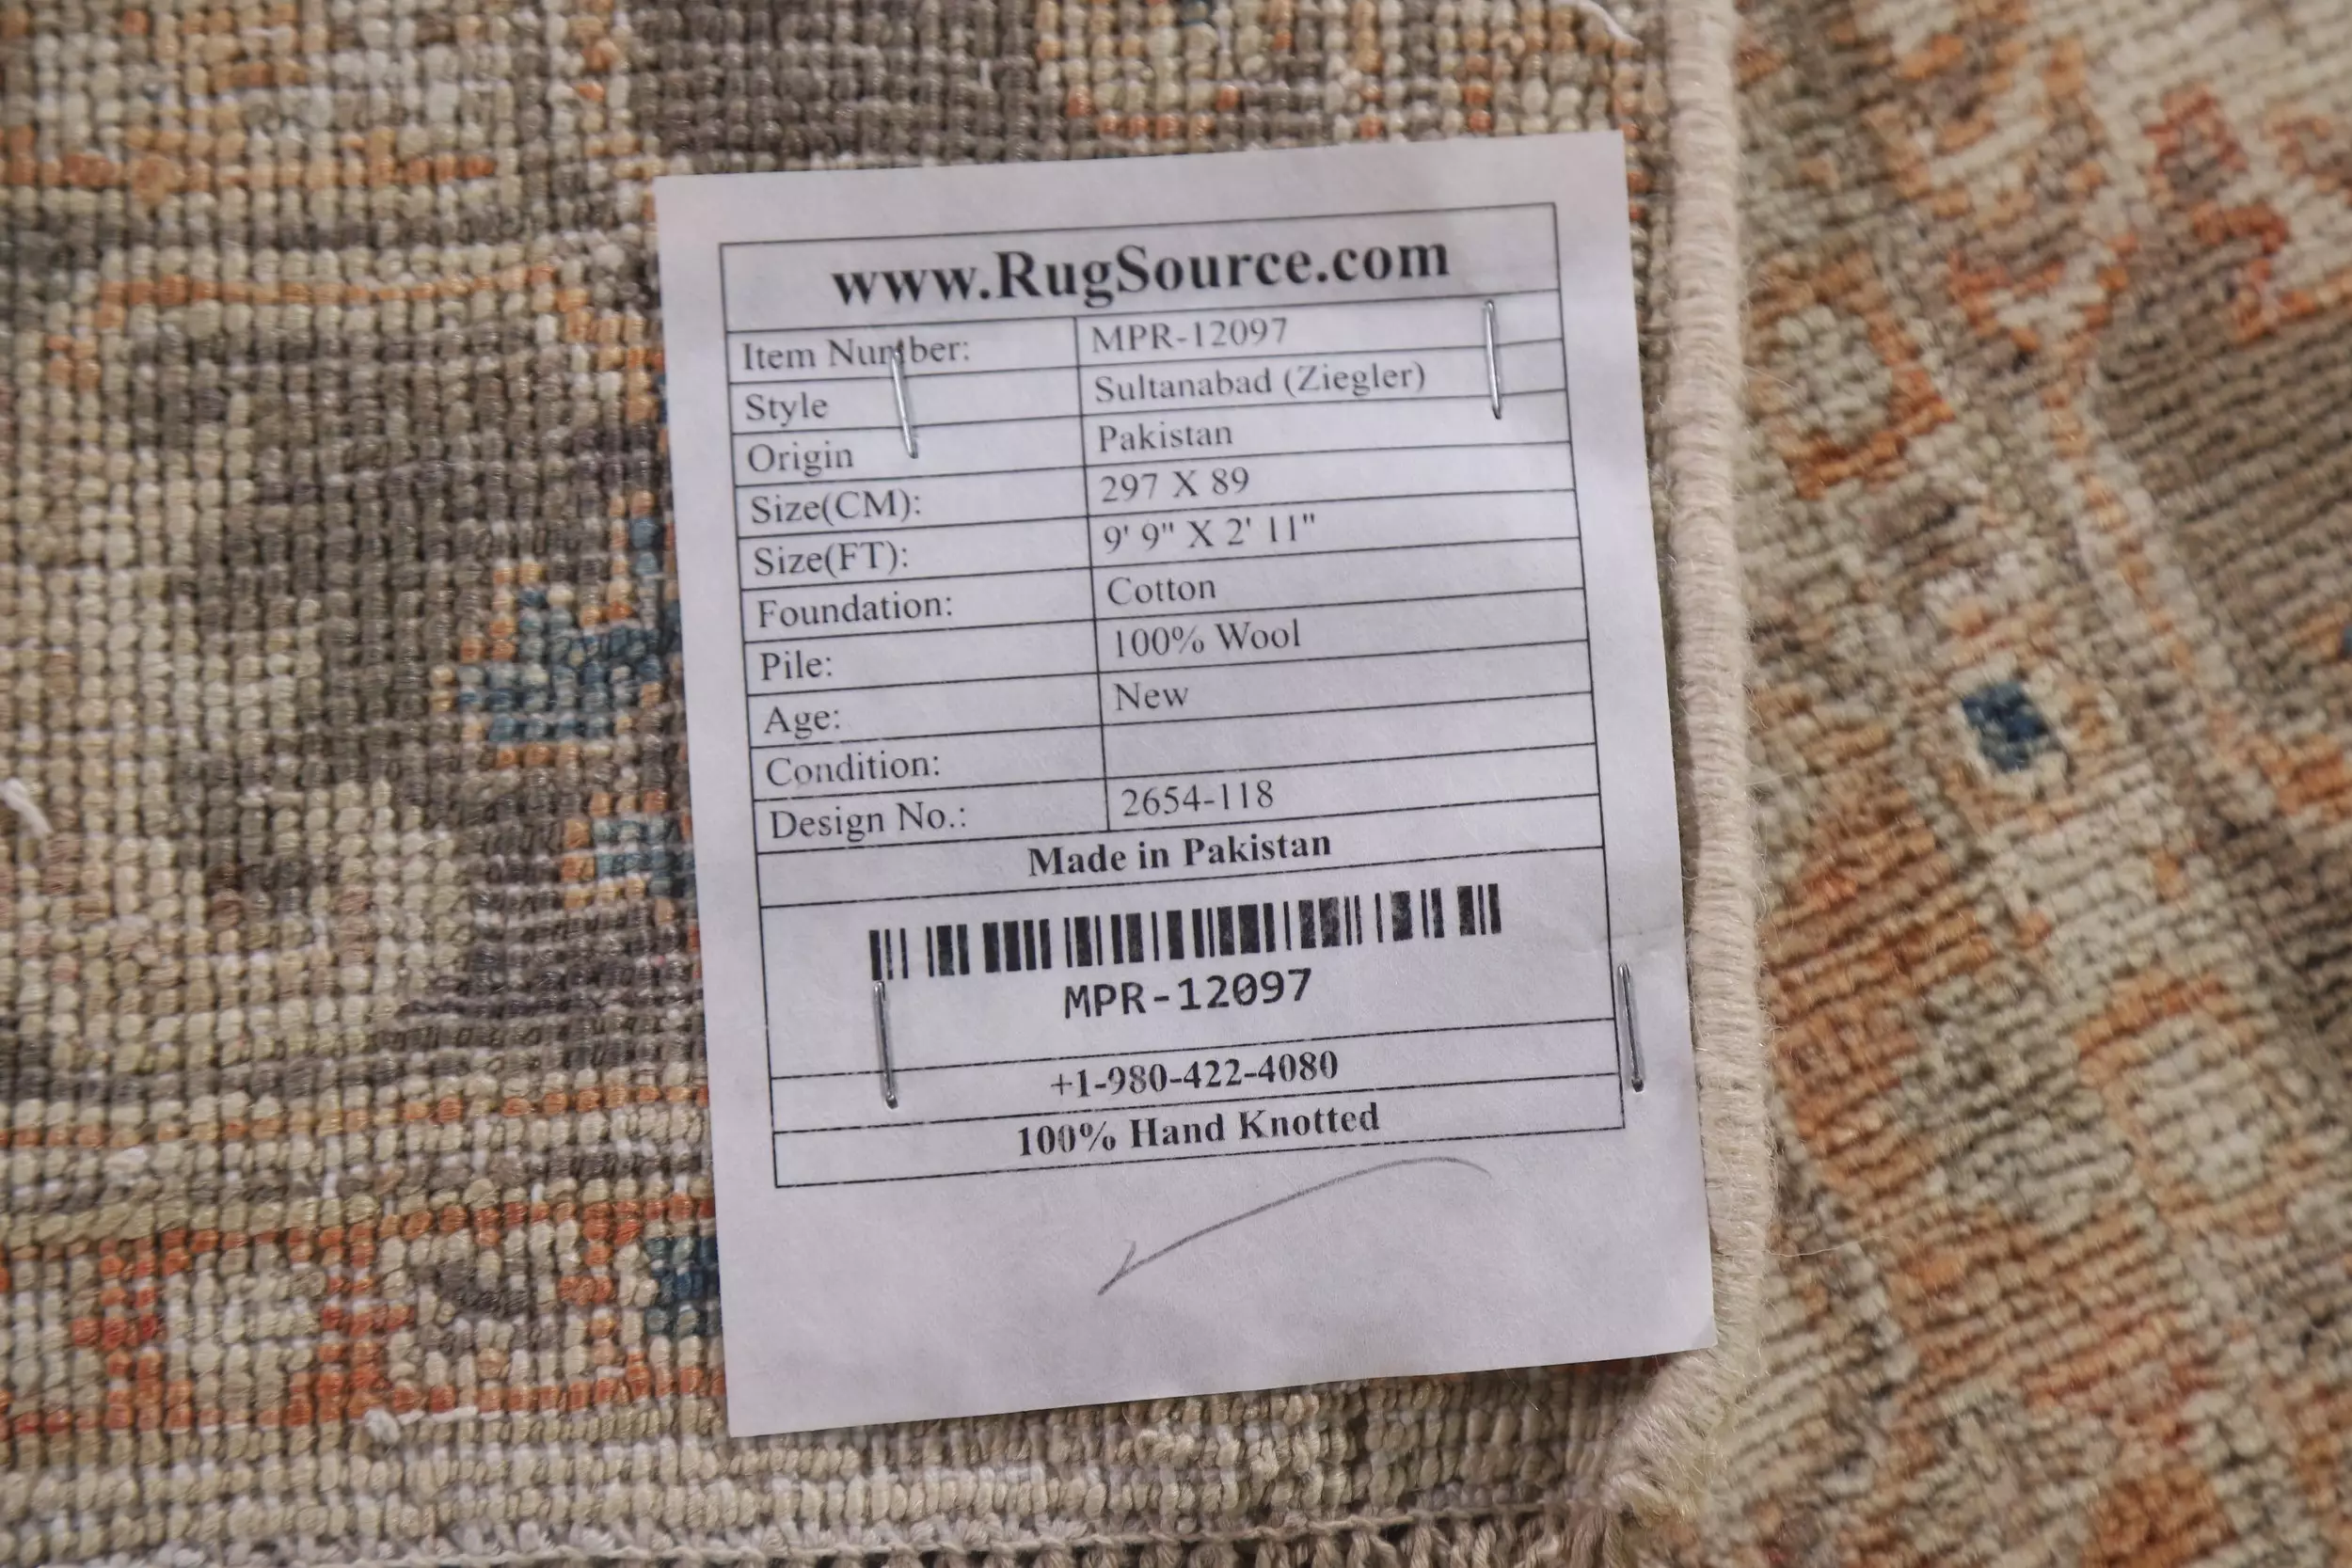 www.RugSource.com
Item Number: MPR-12097
Style Sultanabad (Ziegler)
Origin Pakistan
Size(CM): 297 X 89
Size(FT): 9' 9" X 2' 11"
Foundation: Cotton
Pile: 100% Wool
Age: New
Condition:
Design No.: 2654-118
Made in Pakistan
MPR-12097
+1-980-422-4080
100% Hand Knotted